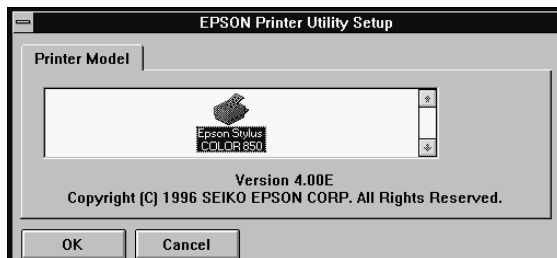 EPSON Printer Utility Setup
Printer Model
Epson Stylus
COLOR 850
Version 4.00E
Copyright (C) 1996 SEIKO EPSON CORP. All Rights Reserved.
OK
Cancel